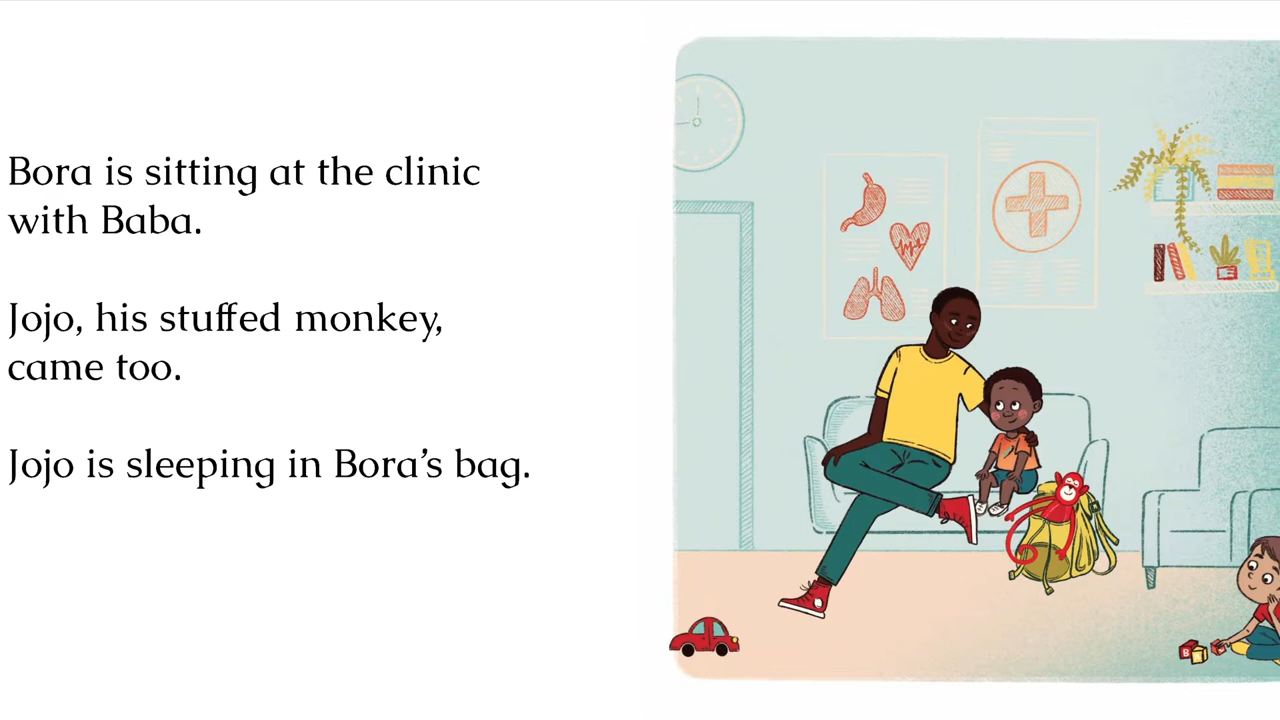 Bora is sitting at the clinic
with Baba.
Jojo, his stuffed monkey,
came too.
Jojo is sleeping in Bora’s bag.
B